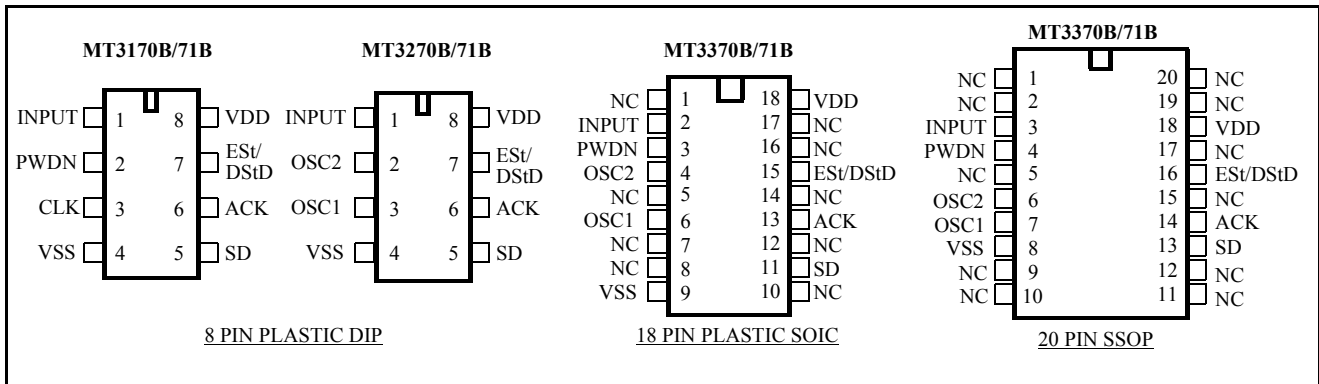 MT3170B/71B
INPUT 1 8 VDD
PWDN 2 7 ESt/
DStD
CLK 3 6 ACK
VSS 4 5 SD
MT3270B/71B
INPUT 1 8 VDD
OSC2 2 7 ESt/
DStD
OSC1 3 6 ACK
VSS 4 5 SD
8 PIN PLASTIC DIP
MT3370B/71B
NC 1 18 VDD
INPUT 2 17 NC
PWDN 3 16 NC
OSC2 4 15 ESt/DStD
NC 5 14 NC
OSC1 6 13 ACK
NC 7 12 NC
NC 8 11 SD
VSS 9 10 NC
18 PIN PLASTIC SOIC
MT3370B/71B
NC 1 20 NC
NC 2 19 NC
INPUT 3 18 VDD
PWDN 4 17 NC
NC 5 16 ESt/DStD
OSC2 6 15 NC
OSC1 7 14 ACK
VSS 8 13 SD
NC 9 12 NC
NC 10 11 NC
20 PIN SSOP